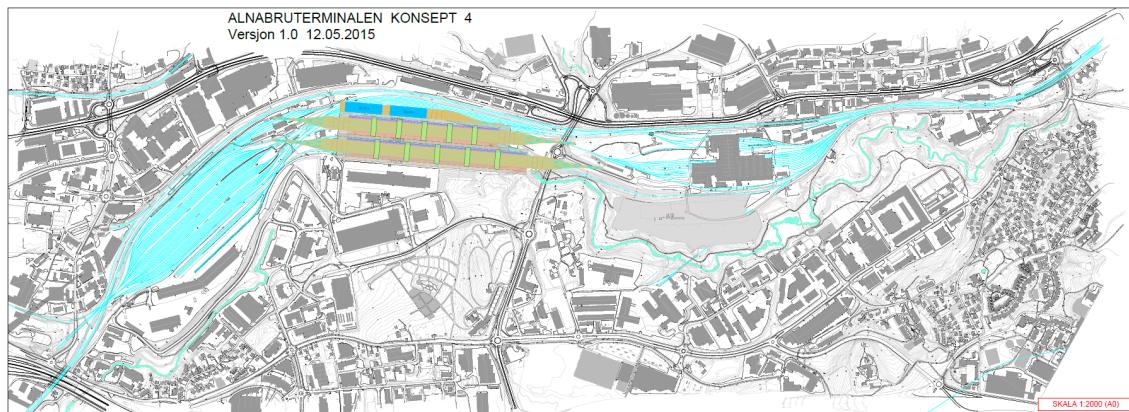 ALNABRUTERMINALEN KONSEPT 4
Versjon 1.0 12.05.2015
SKALA 1:2000 (A0)